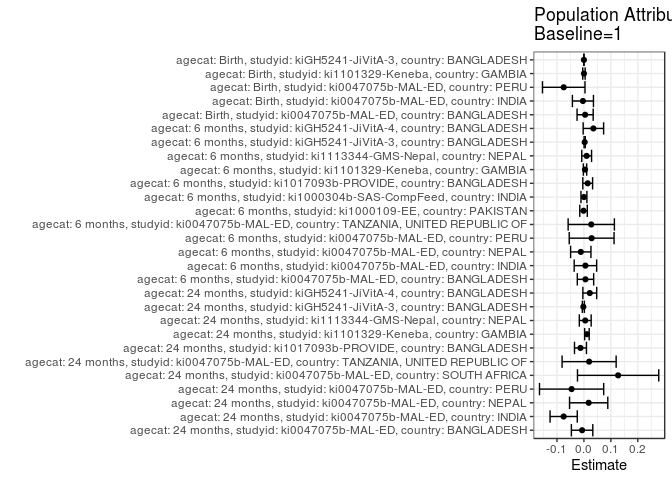 Population Attribu
Baseline=1
agecat: Birth, studyid: kiGH5241-JiVitA-3, country: BANGLADESH
agecat: Birth, studyid: ki1101329-Keneba, country: GAMBIA
agecat: Birth, studyid: ki0047075b-MAL-ED, country: PERU
agecat: Birth, studyid: ki0047075b-MAL-ED, country: INDIA
agecat: Birth, studyid: ki0047075b-MAL-ED, country: BANGLADESH
agecat: 6 months, studyid: kiGH5241-JiVitA-4, country: BANGLADESH
agecat: 6 months, studyid: kiGH5241-JiVitA-3, country: BANGLADESH
agecat: 6 months, studyid: ki1113344-GMS-Nepal, country: NEPAL
agecat: 6 months, studyid: ki1101329-Keneba, country: GAMBIA
agecat: 6 months, studyid: ki1017093b-PROVIDE, country: BANGLADESH
agecat: 6 months, studyid: ki1000304b-SAS-CompFeed, country: INDIA
agecat: 6 months, studyid: ki1000109-EE, country: PAKISTAN
agecat: 6 months, studyid: ki0047075b-MAL-ED, country: TANZANIA, UNITED REPUBLIC OF
agecat: 6 months, studyid: ki0047075b-MAL-ED, country: PERU
agecat: 6 months, studyid: ki0047075b-MAL-ED, country: NEPAL
agecat: 6 months, studyid: ki0047075b-MAL-ED, country: INDIA
agecat: 6 months, studyid: ki0047075b-MAL-ED, country: BANGLADESH
agecat: 24 months, studyid: kiGH5241-JiVitA-4, country: BANGLADESH
agecat: 24 months, studyid: kiGH5241-JiVitA-3, country: BANGLADESH
agecat: 24 months, studyid: ki1113344-GMS-Nepal, country: NEPAL
agecat: 24 months, studyid: ki1101329-Keneba, country: GAMBIA
agecat: 24 months, studyid: ki1017093b-PROVIDE, country: BANGLADESH
agecat: 24 months, studyid: ki0047075b-MAL-ED, country: TANZANIA, UNITED REPUBLIC OF
agecat: 24 months, studyid: ki0047075b-MAL-ED, country: SOUTH AFRICA
agecat: 24 months, studyid: ki0047075b-MAL-ED, country: PERU
agecat: 24 months, studyid: ki0047075b-MAL-ED, country: NEPAL
agecat: 24 months, studyid: ki0047075b-MAL-ED, country: INDIA
agecat: 24 months, studyid: ki0047075b-MAL-ED, country: BANGLADESH
-0.1 0.0 0.1 0.2
Estimate